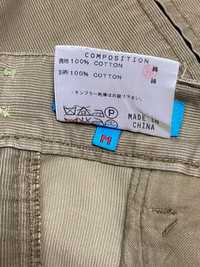 COMPOSITION
表地100% COTTON 綿
別布100% COTTON 綿
・タンブラー乾燥はお避け下さい。
MADE IN
CHINA
M